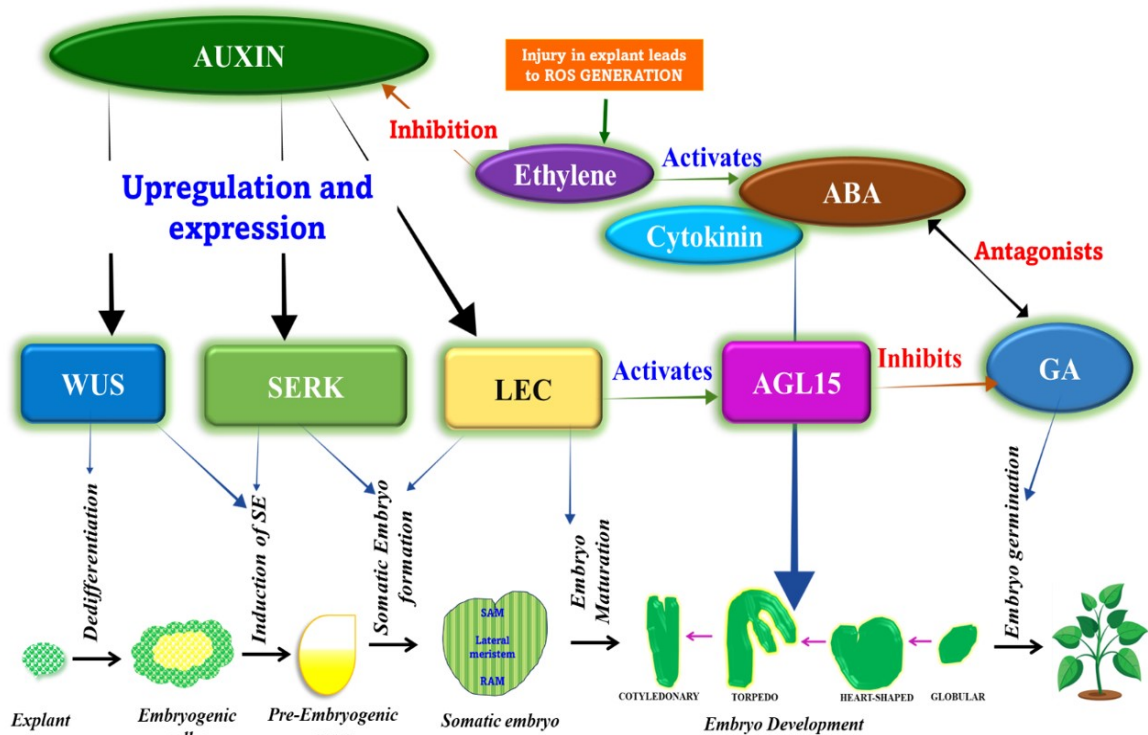 AUXIN
Injury in explant leads
to ROS GENERATION
Inhibition
Ethylene
Activates
ABA
Upregulation and
expression
Cytokinin
Antagonists
WUS
SERK
LEC
Activates
AGL15
Inhibits
GA
Dedifferentiation
Induction of SE
Somatic Embryo
formation
Embryo
Maturation
Embryo germination
SAM
Lateral
meristem
RAM
COTYLEDONARY
TORPEDO
HEART-SHAPED
GLOBULAR
Explant
Embryogenic
Pre-Embryogenic
Somatic embryo
Embryo Development